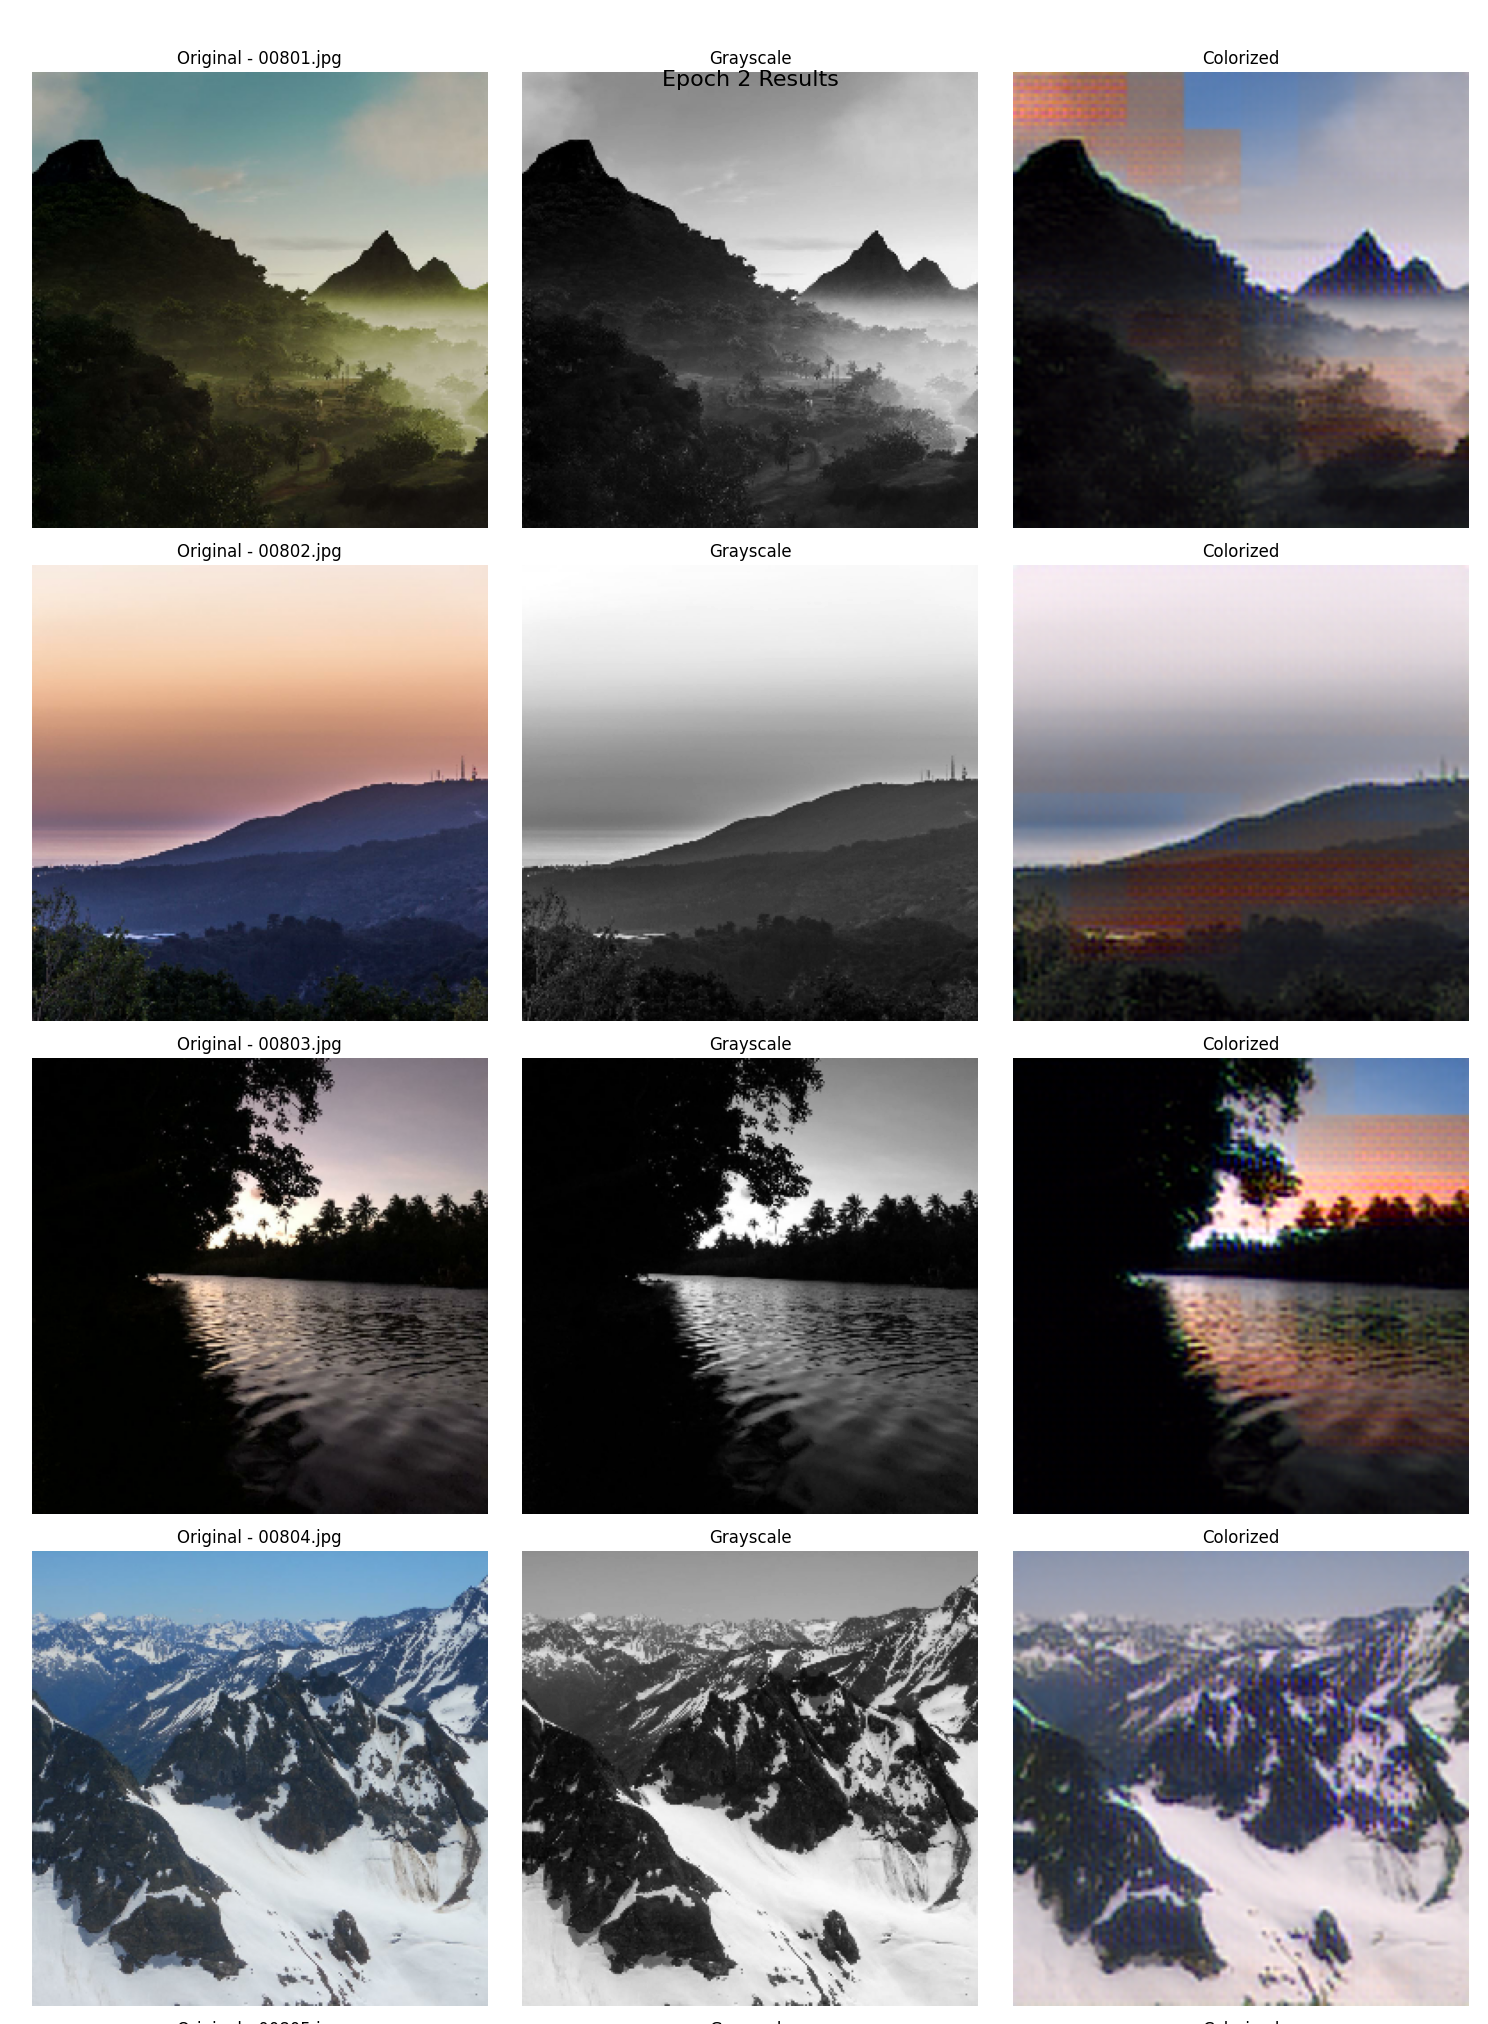 Original - 00801.jpg
Grayscale
Colorized
Epoch 2 Results
Original - 00802.jpg
Grayscale
Colorized
Original - 00803.jpg
Grayscale
Colorized
Original - 00804.jpg
Grayscale
Colorized